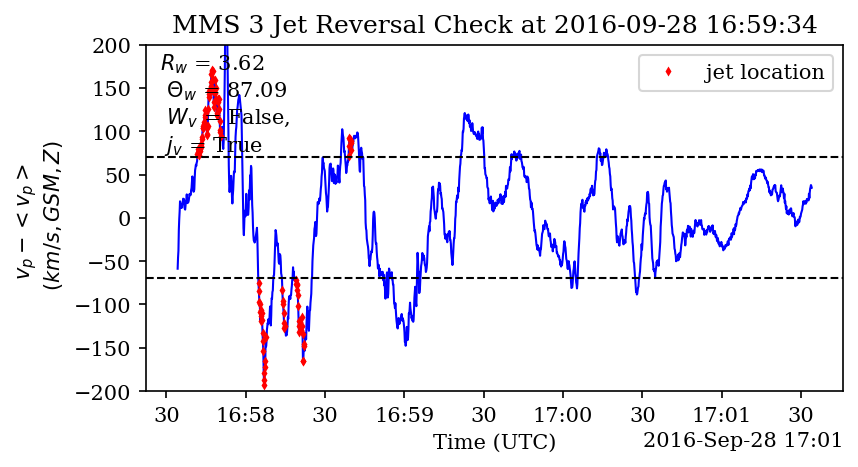 MMS 3 Jet Reversal Check at 2016-09-28 16:59:34
R_w = 3.62
Θ_w = 87.09
W_v = False,
j_v = True
jet location
v_p − <v_p>
(km/s, GSM, Z)
200
150
100
50
0
−50
−100
−150
−200
30 16:58 30 16:59 30 17:00 30 17:01 30
Time (UTC)
2016-Sep-28 17:01